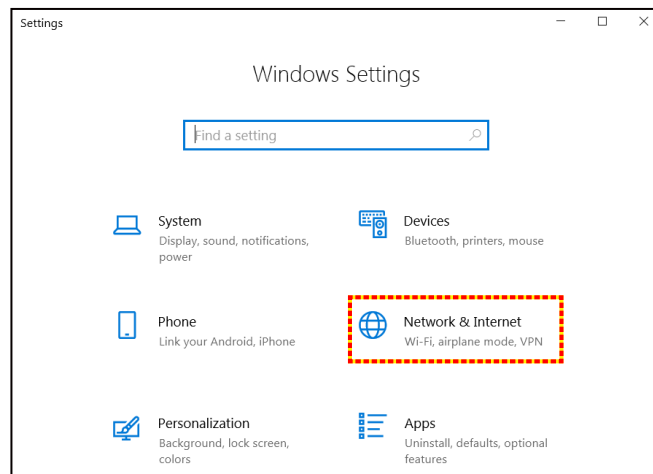 Settings
Windows Settings
Find a setting
System
Display, sound, notifications,
power
Devices
Bluetooth, printers, mouse
Phone
Link your Android, iPhone
Network & Internet
Wi-Fi, airplane mode, VPN
Personalization
Background, lock screen,
colors
Apps
Uninstall, defaults, optional
features